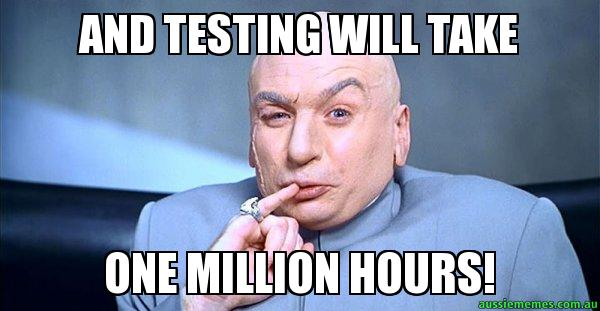 AND TESTING WILL TAKE
ONE MILLION HOURS!
aussiememes.com.au